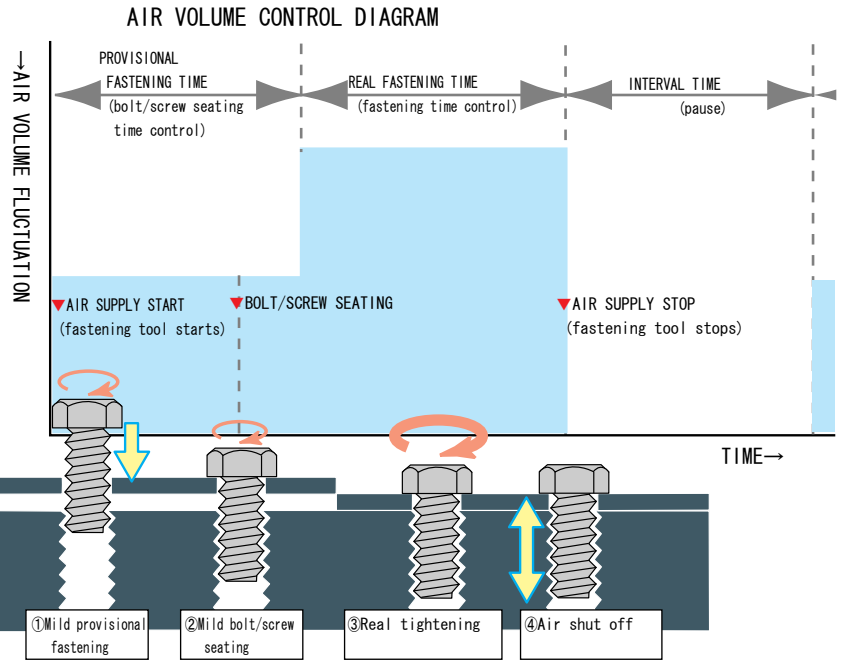 AIR VOLUME CONTROL DIAGRAM
→AIR VOLUME FLUCTUATION
PROVISIONAL
FASTENING TIME
(bolt/screw seating
time control)
REAL FASTENING TIME
(fastening time control)
INTERVAL TIME
(pause)
▼AIR SUPPLY START
(fastening tool starts)
▼BOLT/SCREW SEATING
▼AIR SUPPLY STOP
(fastening tool stops)
TIME→
①Mild provisional
fastening
②Mild bolt/screw
seating
③Real tightening
④Air shut off